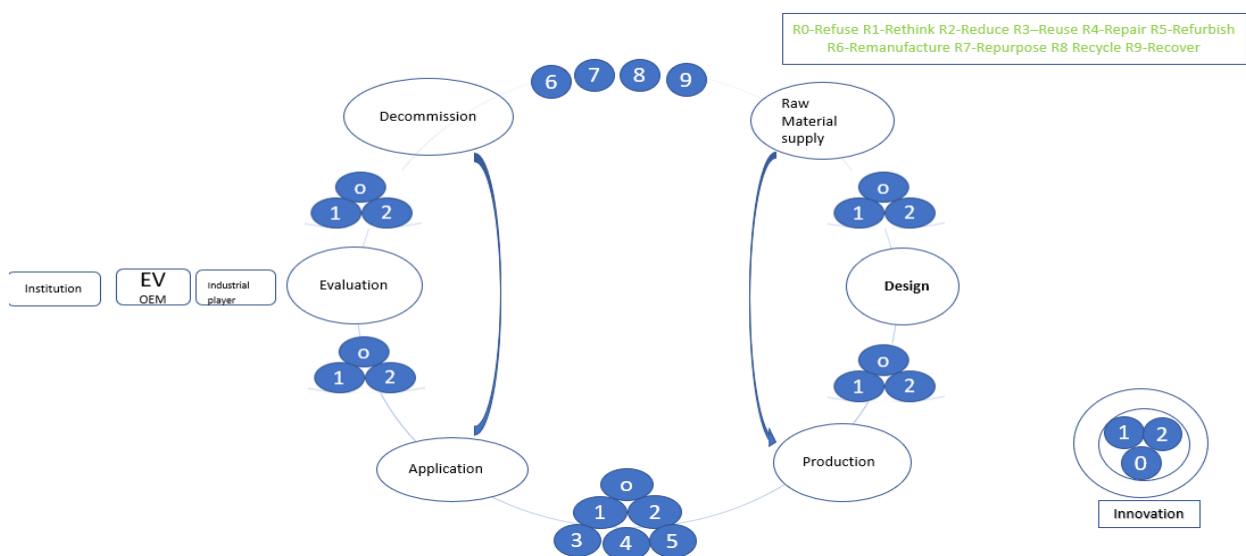 R0-Refuse R1-Rethink R2-Reduce R3–Reuse R4-Repair R5-Refurbish
R6-Remanufacture R7-Repurpose R8 Recycle R9-Recover
6 7 8 9
Decommission
Raw
Material
supply
o
1 2
o
1 2
Institution
EV
OEM
Industrial
player
Evaluation
Design
o
1 2
o
1 2
Application
Production
o
1 2
3 4 5
1 2
0
Innovation